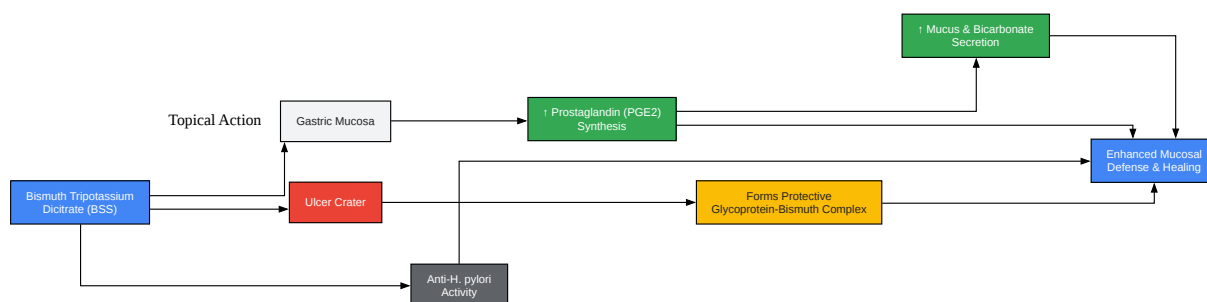 ↑ Mucus & Bicarbonate
Secretion
Topical Action
Gastric Mucosa
↑ Prostaglandin (PGE2)
Synthesis
Enhanced Mucosal
Defense & Healing
Bismuth Tripotassium
Dicitrate (BSS)
Ulcer Crater
Forms Protective
Glycoprotein-Bismuth Complex
Anti-H. pylori
Activity